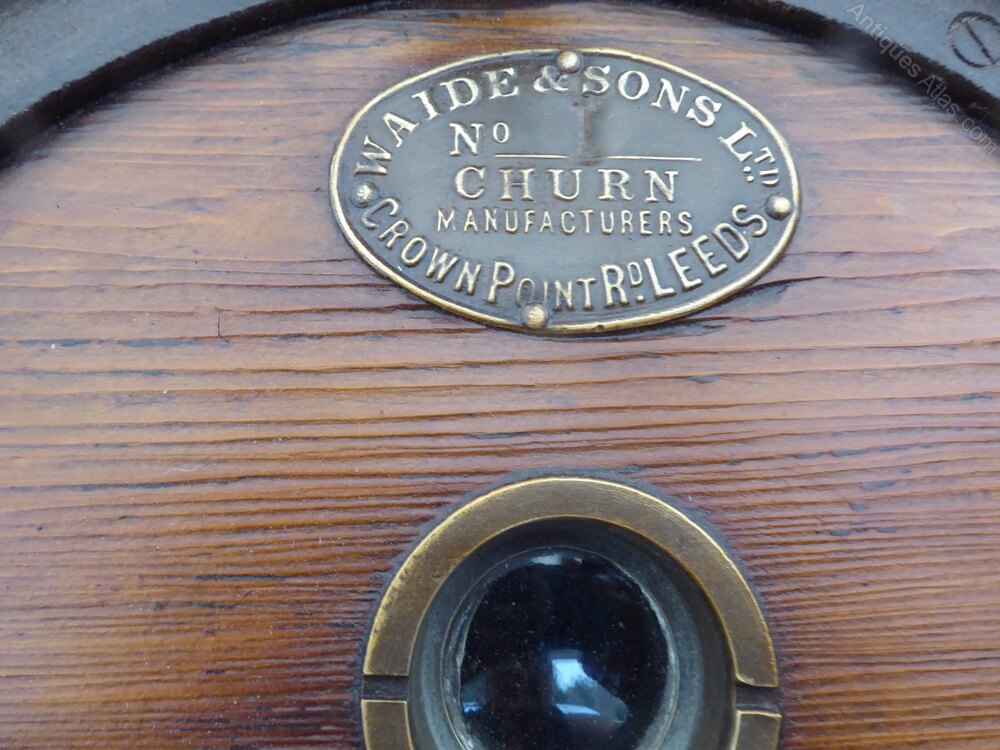 WAIDE & SONS LTD
No 1
CHURN
MANUFACTURERS
CROWN POINT RD. LEEDS
Antiques Atlas.com